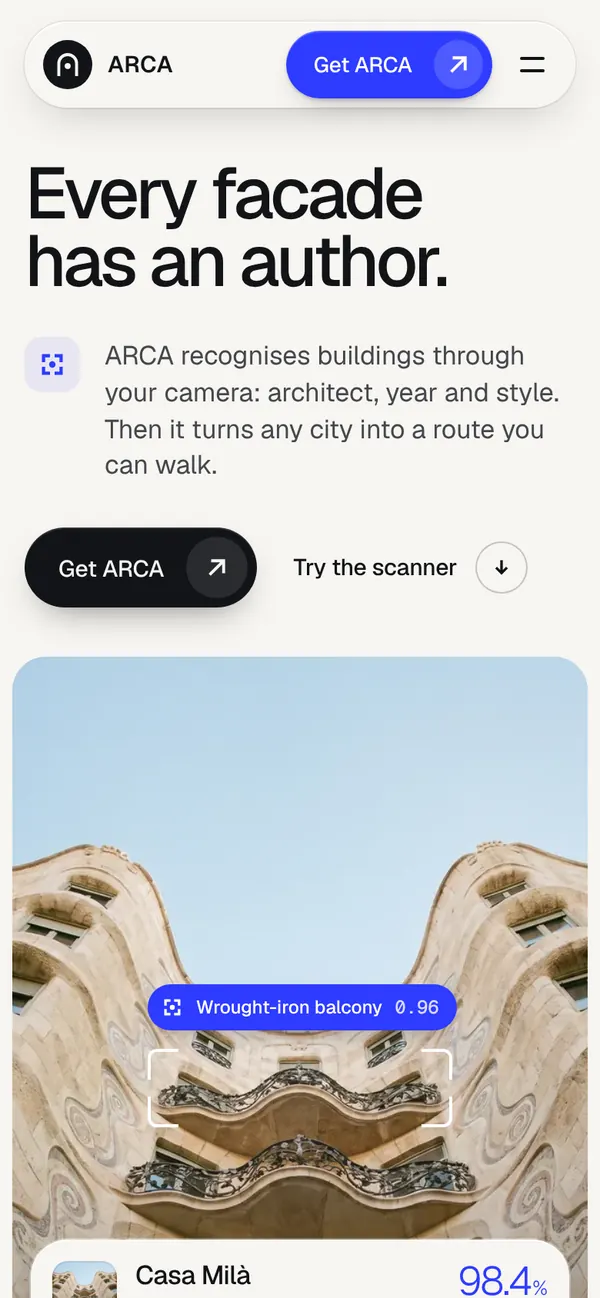 ARCA
Get ARCA
Every facade
has an author.
ARCA recognises buildings through
your camera: architect, year and style.
Then it turns any city into a route you
can walk.
Get ARCA
Try the scanner
Wrought-iron balcony 0.96
Casa Milà
98.4%